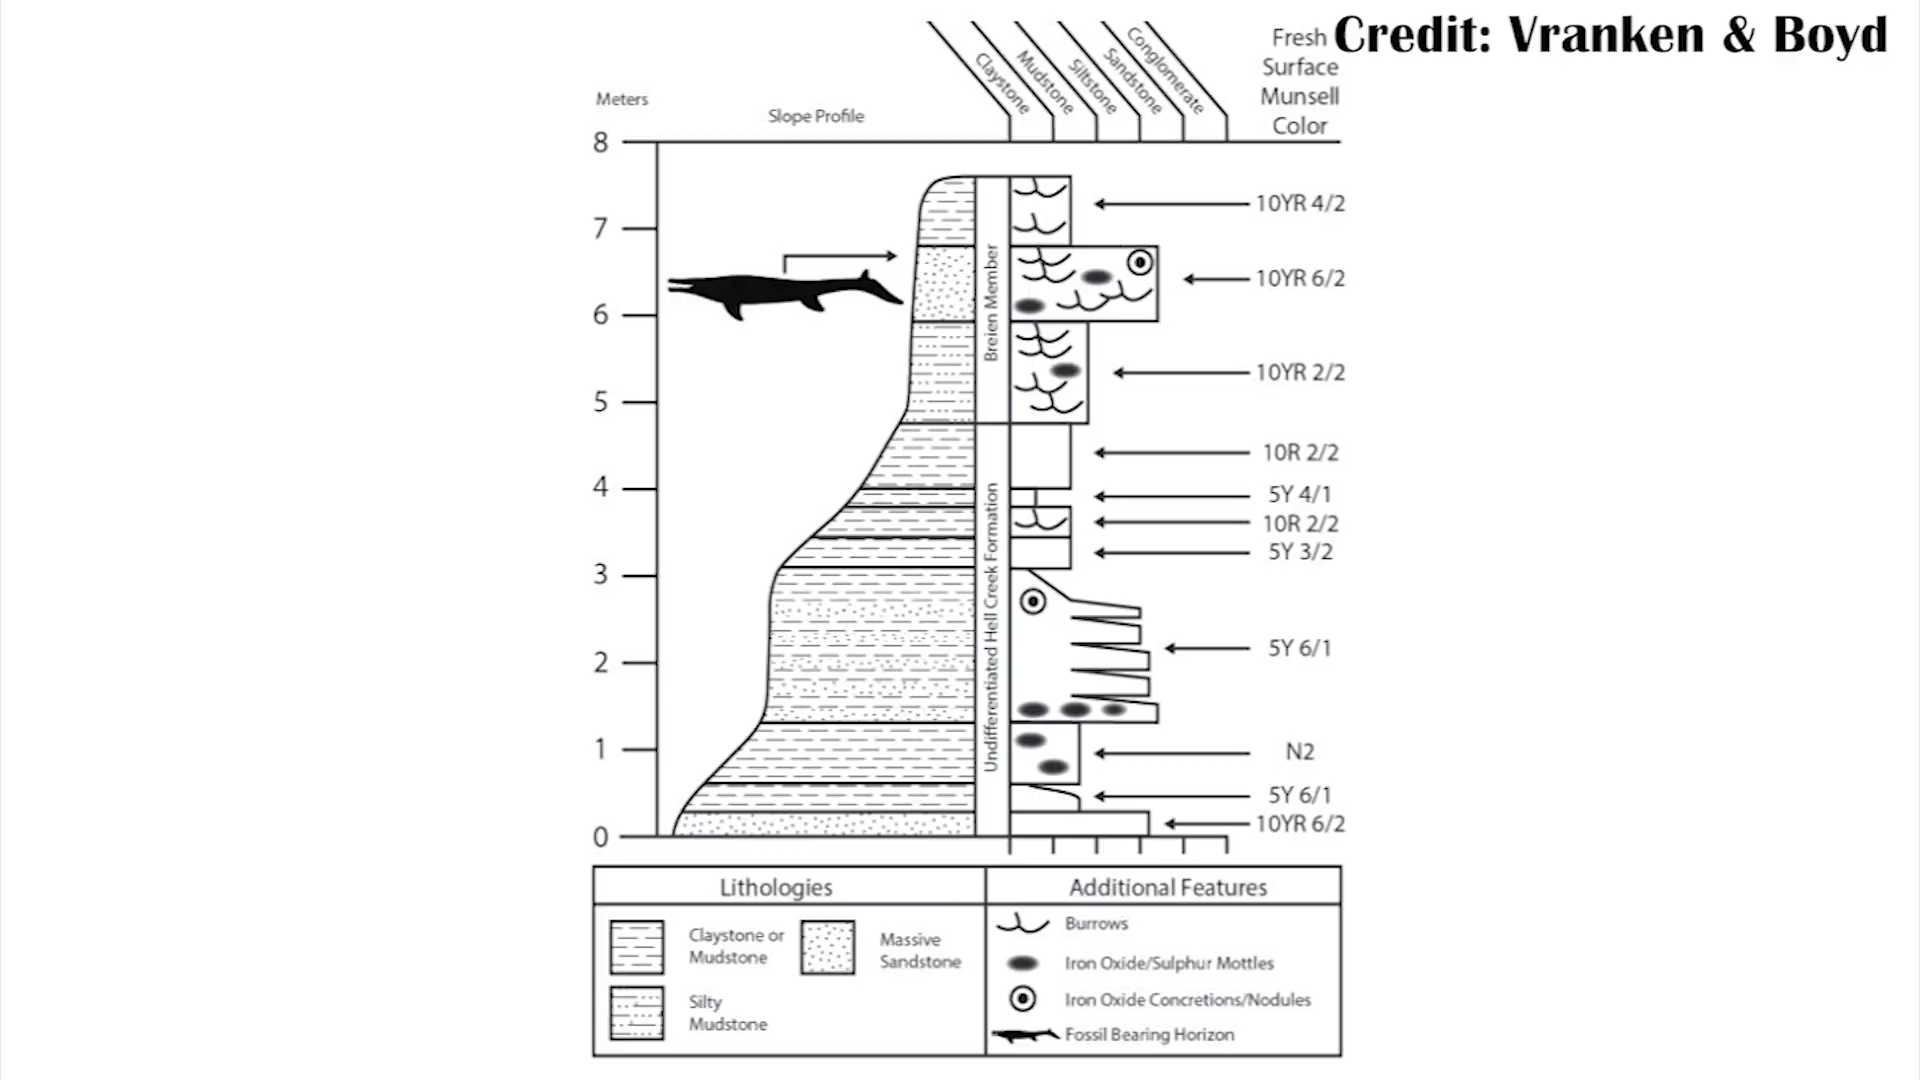 Credit: Vranken & Boyd
Fresh
Surface
Munsell
Color
Claystone
Mudstone
Siltstone
Sandstone
Conglomerate
Meters
Slope Profile
8
7
6
5
4
3
2
1
0
Breien Member
Undifferentiated Hell Creek Formation
10YR 4/2
10YR 6/2
10YR 2/2
10R 2/2
5Y 4/1
10R 2/2
5Y 3/2
5Y 6/1
N2
5Y 6/1
10YR 6/2
Lithologies
Claystone or
Mudstone
Massive
Sandstone
Silty
Mudstone
Additional Features
Burrows
Iron Oxide/Sulphur Mottles
Iron Oxide Concretions/Nodules
Fossil Bearing Horizon